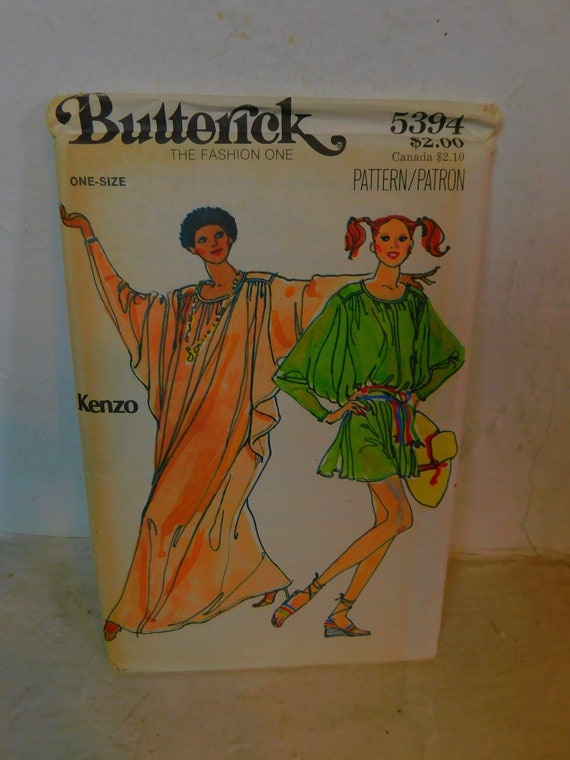 Butterick
THE FASHION ONE
5394
$2.00
Canada $2.10
ONE-SIZE
PATTERN/PATRON
Kenzo